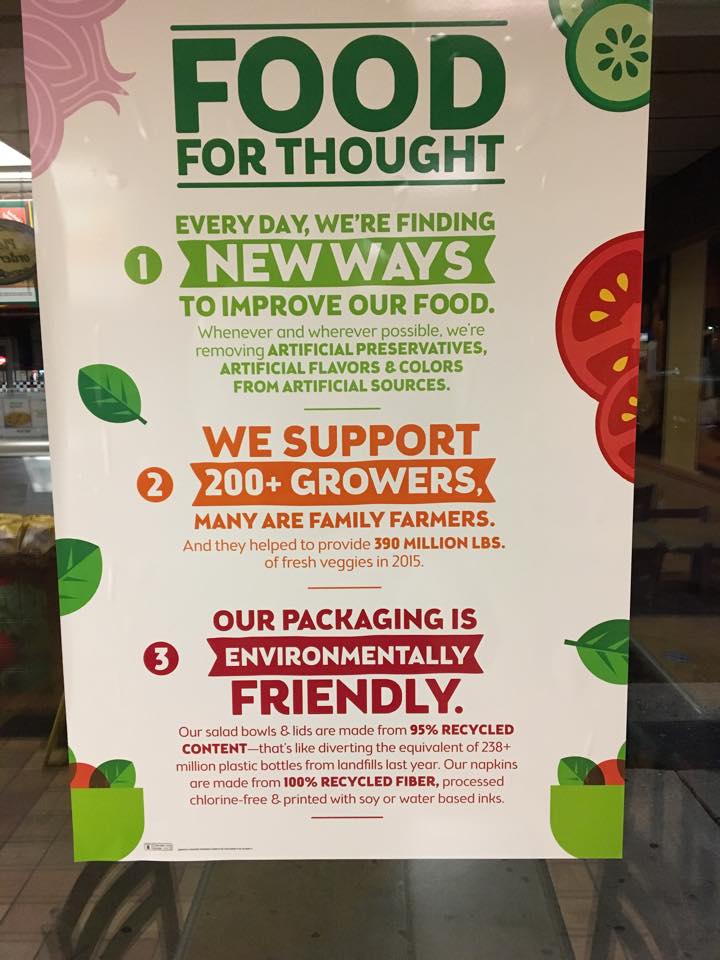 FOOD
FOR THOUGHT
EVERY DAY, WE'RE FINDING
1 NEW WAYS
TO IMPROVE OUR FOOD.
Whenever and wherever possible, we're
removing ARTIFICIAL PRESERVATIVES,
ARTIFICIAL FLAVORS & COLORS
FROM ARTIFICIAL SOURCES.
WE SUPPORT
2 200+ GROWERS,
MANY ARE FAMILY FARMERS.
And they helped to provide 390 MILLION LBS.
of fresh veggies in 2015.
OUR PACKAGING IS
3 ENVIRONMENTALLY
FRIENDLY.
Our salad bowls & lids are made from 95% RECYCLED
CONTENT—that's like diverting the equivalent of 238+
million plastic bottles from landfills last year. Our napkins
are made from 100% RECYCLED FIBER, processed
chlorine-free & printed with soy or water based inks.